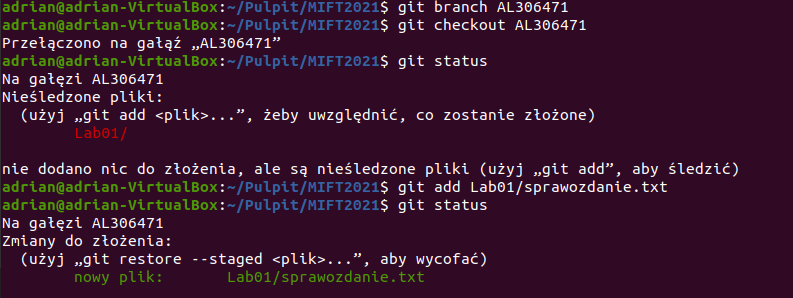 adrian@adrian-VirtualBox:~/Pulpit/MIFT2021$ git branch AL306471
adrian@adrian-VirtualBox:~/Pulpit/MIFT2021$ git checkout AL306471
Przełączono na gałąź „AL306471”
adrian@adrian-VirtualBox:~/Pulpit/MIFT2021$ git status
Na gałęzi AL306471
Nieśledzone pliki:
  (użyj „git add <plik>...”, żeby uwzględnić, co zostanie złożone)
        Lab01/

nie dodano nic do złożenia, ale są nieśledzone pliki (użyj „git add”, aby śledzić)
adrian@adrian-VirtualBox:~/Pulpit/MIFT2021$ git add Lab01/sprawozdanie.txt
adrian@adrian-VirtualBox:~/Pulpit/MIFT2021$ git status
Na gałęzi AL306471
Zmiany do złożenia:
  (użyj „git restore --staged <plik>...”, aby wycofać)
        nowy plik:       Lab01/sprawozdanie.txt